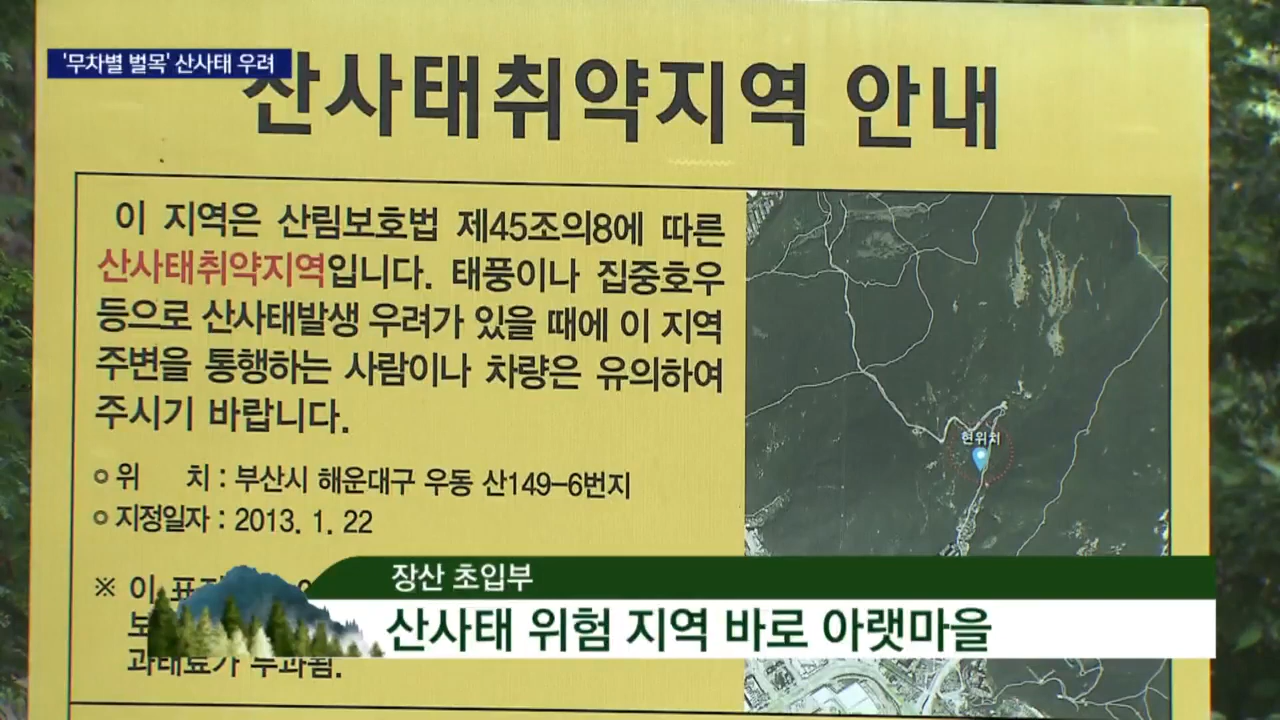 '무차별 벌목' 산사태 우려
산사태취약지역 안내
이 지역은 산림보호법 제45조의8에 따른
산사태취약지역입니다. 태풍이나 집중호우
등으로 산사태발생 우려가 있을 때에 이 지역
주변을 통행하는 사람이나 차량은 유의하여
주시기 바랍니다.
현위치
○ 위 치 : 부산시 해운대구 우동 산149-6번지
○ 지정일자 : 2013. 1. 22
※ 이
장산 초입부
산사태 위험 지역 바로 아랫마을
과태료가 부과됨.